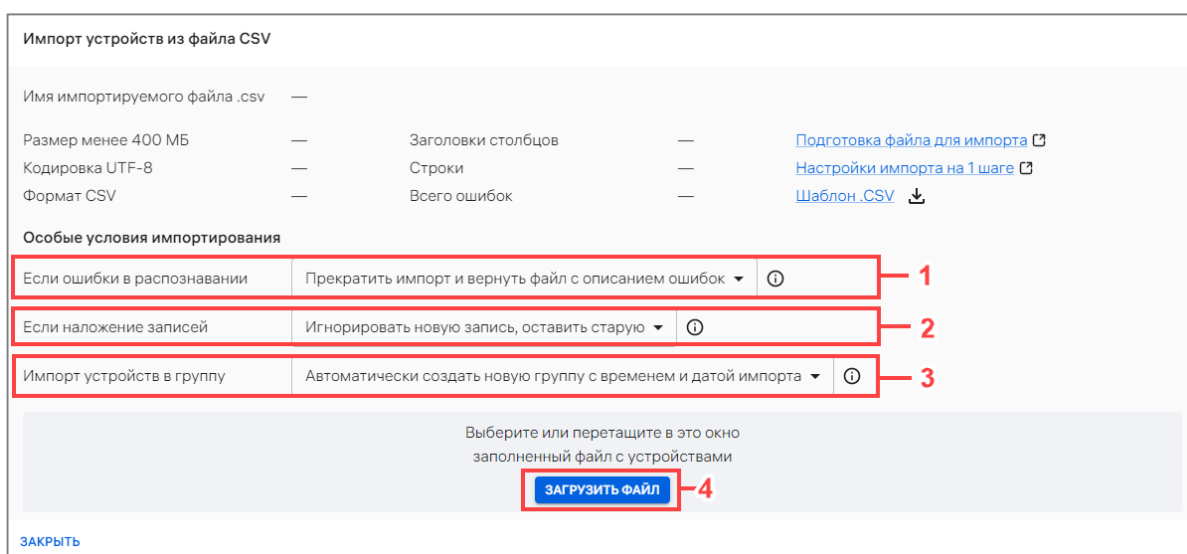 Импорт устройств из файла CSV
Имя импортируемого файла .csv —
Размер менее 400 МБ — Заголовки столбцов — Подготовка файла для импорта
Кодировка UTF-8 — Строки — Настройки импорта на 1 шаге
Формат CSV — Всего ошибок — Шаблон .CSV
Особые условия импортирования
Если ошибки в распознавании Прекратить импорт и вернуть файл с описанием ошибок 1
Если наложение записей Игнорировать новую запись, оставить старую 2
Импорт устройств в группу Автоматически создать новую группу с временем и датой импорта 3
Выберите или перетащите в это окно
заполненный файл с устройствами
ЗАГРУЗИТЬ ФАЙЛ 4
ЗАКРЫТЬ